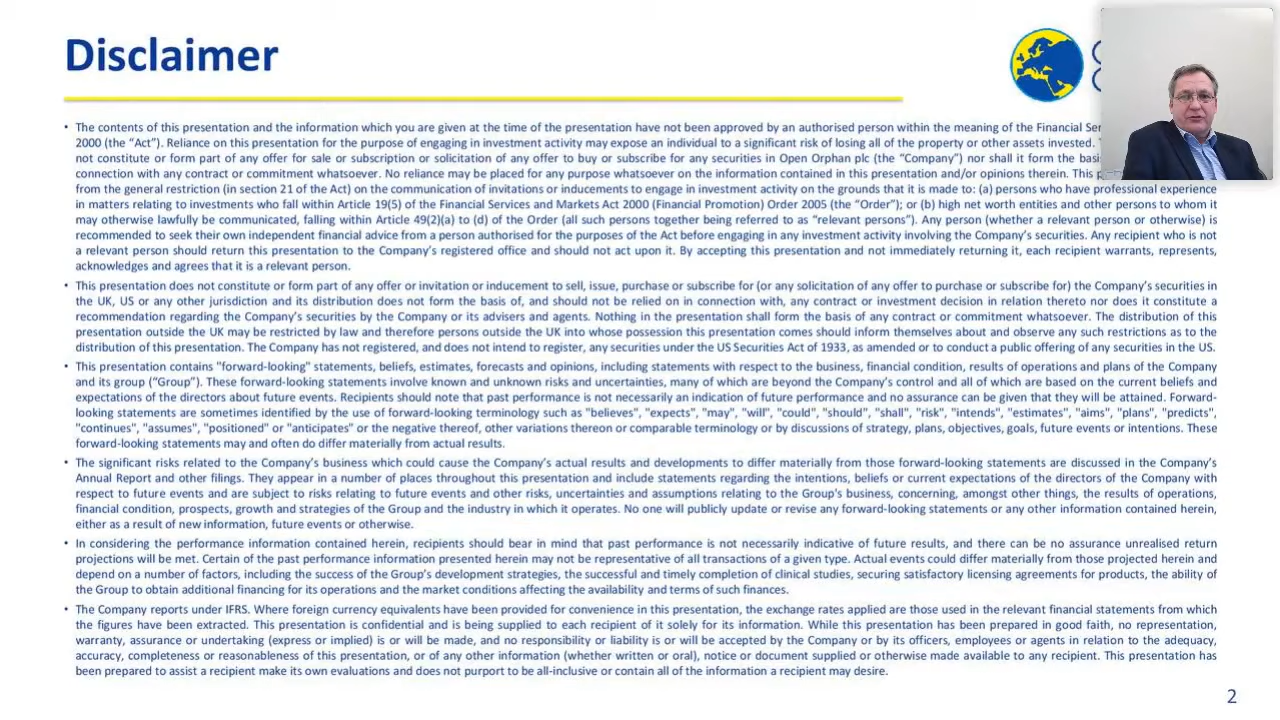 Disclaimer
• The contents of this presentation and the information which you are given at the time of the presentation have not been approved by an authorised person within the meaning of the Financial
2000 (the “Act”). Reliance on this presentation for the purpose of engaging in investment activity may expose an individual to a significant risk of losing all of the property or other assets invested.
not constitute or form part of any offer for sale or subscription or solicitation of any offer to buy or subscribe for any securities in Open Orphan plc (the “Company”) nor shall it form the
connection with any contract or commitment whatsoever. No reliance may be placed for any purpose whatsoever on the information contained in this presentation and/or opinions therein. This
from the general restriction (in section 21 of the Act) on the communication of invitations or inducements to engage in investment activity on the grounds that it is made to: (a) persons who have professional experience
in matters relating to investments who fall within Article 19(5) of the Financial Services and Markets Act 2000 (Financial Promotion) Order 2005 (the “Order”); or (b) high net worth entities and other persons to whom it
may otherwise lawfully be communicated, falling within Article 49(2)(a) to (d) of the Order (all such persons together being referred to as “relevant persons”). Any person (whether a relevant person or otherwise) is
recommended to seek their own independent financial advice from a person authorised for the purposes of the Act before engaging in any investment activity involving the Company’s securities. Any recipient who is not
a relevant person should return this presentation to the Company’s registered office and should not act upon it. By accepting this presentation and not immediately returning it, each recipient warrants, represents,
acknowledges and agrees that it is a relevant person.
• This presentation does not constitute or form part of any offer or invitation or inducement to sell, issue, purchase or subscribe for (or any solicitation of any offer to purchase or subscribe for) the Company’s securities in
the UK, US or any other jurisdiction and its distribution does not form the basis of, and should not be relied on in connection with, any contract or investment decision in relation thereto nor does it constitute a
recommendation regarding the Company’s securities by the Company or its advisers and agents. Nothing in the presentation shall form the basis of any contract or commitment whatsoever. The distribution of this
presentation outside the UK may be restricted by law and therefore persons outside the UK into whose possession this presentation comes should inform themselves about and observe any such restrictions as to the
distribution of this presentation. The Company has not registered, and does not intend to register, any securities under the US Securities Act of 1933, as amended or to conduct a public offering of any securities in the US.
• This presentation contains "forward-looking" statements, beliefs, estimates, forecasts and opinions, including statements with respect to the business, financial condition, results of operations and plans of the Company
and its group (“Group”). These forward-looking statements involve known and unknown risks and uncertainties, many of which are beyond the Company’s control and all of which are based on the current beliefs and
expectations of the directors about future events. Recipients should note that past performance is not necessarily an indication of future performance and no assurance can be given that they will be attained. Forward-
looking statements are sometimes identified by the use of forward-looking terminology such as "believes", "expects", "may", "will", "could", "should", "shall", "risk", "intends", "estimates", "aims", "plans", "predicts",
"continues", "assumes", "positioned" or "anticipates" or the negative thereof, other variations thereon or comparable terminology or by discussions of strategy, plans, objectives, goals, future events or intentions. These
forward-looking statements may and often do differ materially from actual results.
• The significant risks related to the Company’s business which could cause the Company’s actual results and developments to differ materially from those forward-looking statements are discussed in the Company’s
Annual Report and other filings. They appear in a number of places throughout this presentation and include statements regarding the intentions, beliefs or current expectations of the directors of the Company with
respect to future events and are subject to risks relating to future events and other risks, uncertainties and assumptions relating to the Group's business, concerning, amongst other things, the results of operations,
financial condition, prospects, growth and strategies of the Group and the industry in which it operates. No one will publicly update or revise any forward-looking statements or any other information contained herein,
either as a result of new information, future events or otherwise.
• In considering the performance information contained herein, recipients should bear in mind that past performance is not necessarily indicative of future results, and there can be no assurance unrealised return
projections will be met. Certain of the past performance information presented herein may not be representative of all transactions of a given type. Actual events could differ materially from those projected herein and
depend on a number of factors, including the success of the Group’s development strategies, the successful and timely completion of clinical studies, securing satisfactory licensing agreements for products, the ability of
the Group to obtain additional financing for its operations and the market conditions affecting the availability and terms of such finances.
• The Company reports under IFRS. Where foreign currency equivalents have been provided for convenience in this presentation, the exchange rates applied are those used in the relevant financial statements from which
the figures have been extracted. This presentation is confidential and is being supplied to each recipient of it solely for its information. While this presentation has been prepared in good faith, no representation,
warranty, assurance or undertaking (express or implied) is or will be made, and no responsibility or liability is or will be accepted by the Company or by its officers, employees or agents in relation to the adequacy,
accuracy, completeness or reasonableness of this presentation, or of any other information (whether written or oral), notice or document supplied or otherwise made available to any recipient. This presentation has
been prepared to assist a recipient make its own evaluations and does not purport to be all-inclusive or contain all of the information a recipient may desire.
2